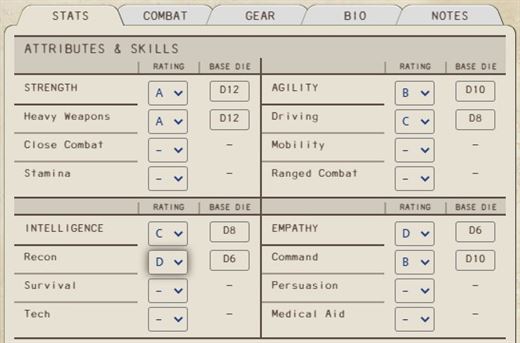 STATS COMBAT GEAR BIO NOTES
ATTRIBUTES & SKILLS
RATING BASE DIE RATING BASE DIE
STRENGTH A D12 AGILITY B D10
Heavy Weapons A D12 Driving C D8
Close Combat – – Mobility – –
Stamina – – Ranged Combat – –
RATING BASE DIE RATING BASE DIE
INTELLIGENCE C D8 EMPATHY D D6
Recon D D6 Command B D10
Survival – – Persuasion – –
Tech – – Medical Aid – –